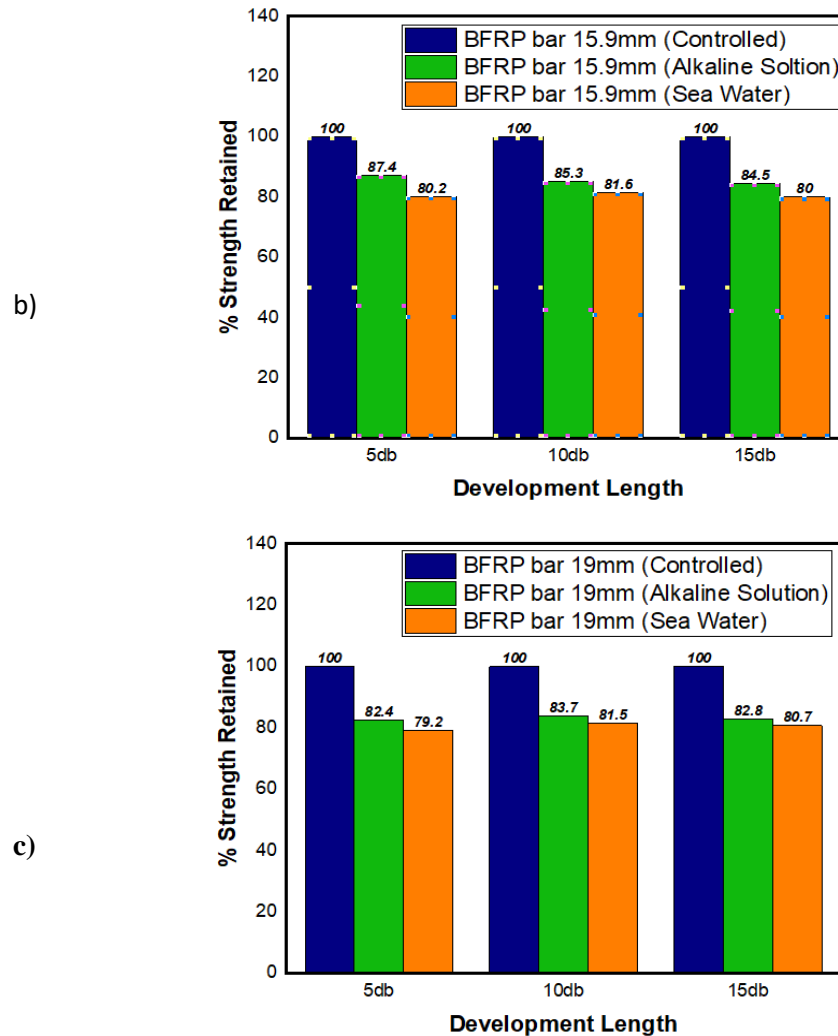 b)
% Strength Retained
140
120
100
80
60
40
20
0
BFRP bar 15.9mm (Controlled)
BFRP bar 15.9mm (Alkaline Soltion)
BFRP bar 15.9mm (Sea Water)
100
87.4
80.2
100
85.3
81.6
100
84.5
80
5db
10db
15db
Development Length
c)
% Strength Retained
140
120
100
80
60
40
20
0
BFRP bar 19mm (Controlled)
BFRP bar 19mm (Alkaline Solution)
BFRP bar 19mm (Sea Water)
100
82.4
79.2
100
83.7
81.5
100
82.8
80.7
5db
10db
15db
Development Length